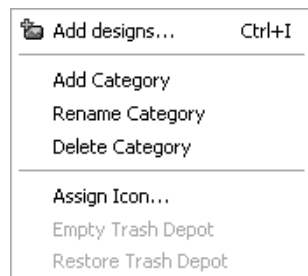 Add designs... Ctrl+I
Add Category
Rename Category
Delete Category
Assign Icon...
Empty Trash Depot
Restore Trash Depot